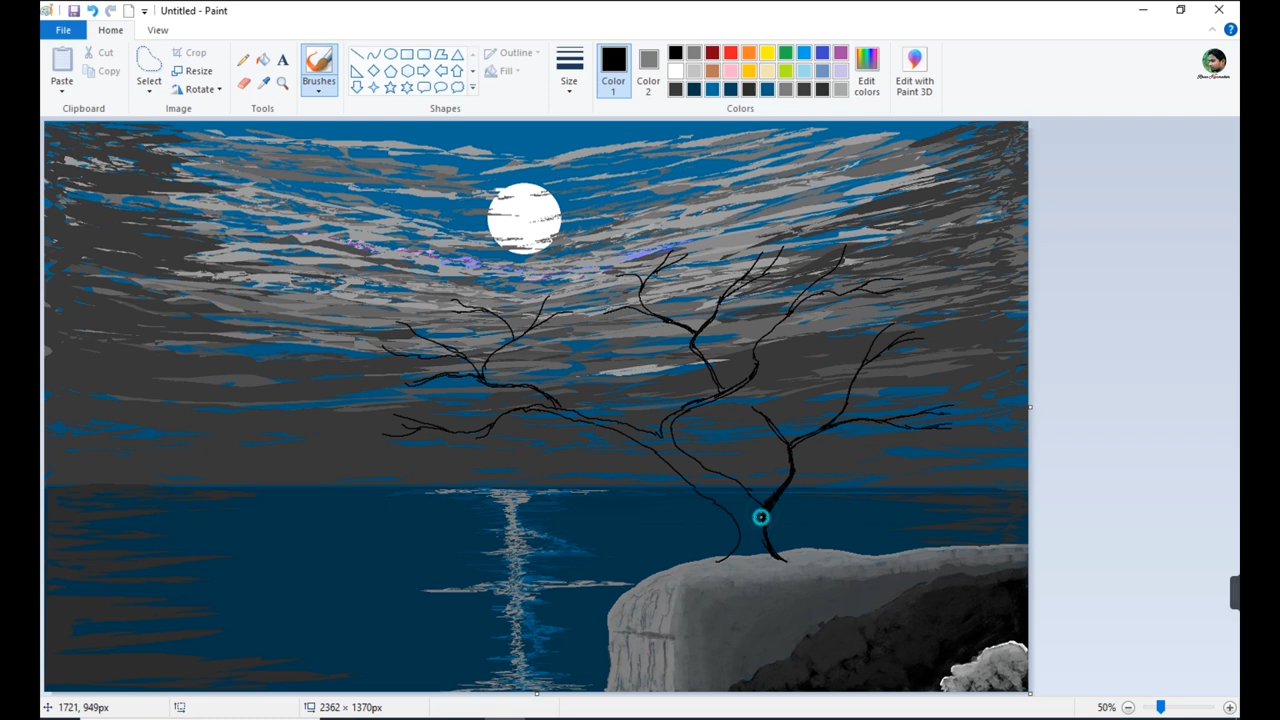 Untitled - Paint
File Home View
Paste
Cut
Copy
Clipboard
Select
Crop
Resize
Rotate
Image
Tools
Brushes
Outline
Fill
Shapes
Size
Color 1
Color 2
Edit colors
Edit with Paint 3D
Colors
1721, 949px
2362 × 1370px
50%